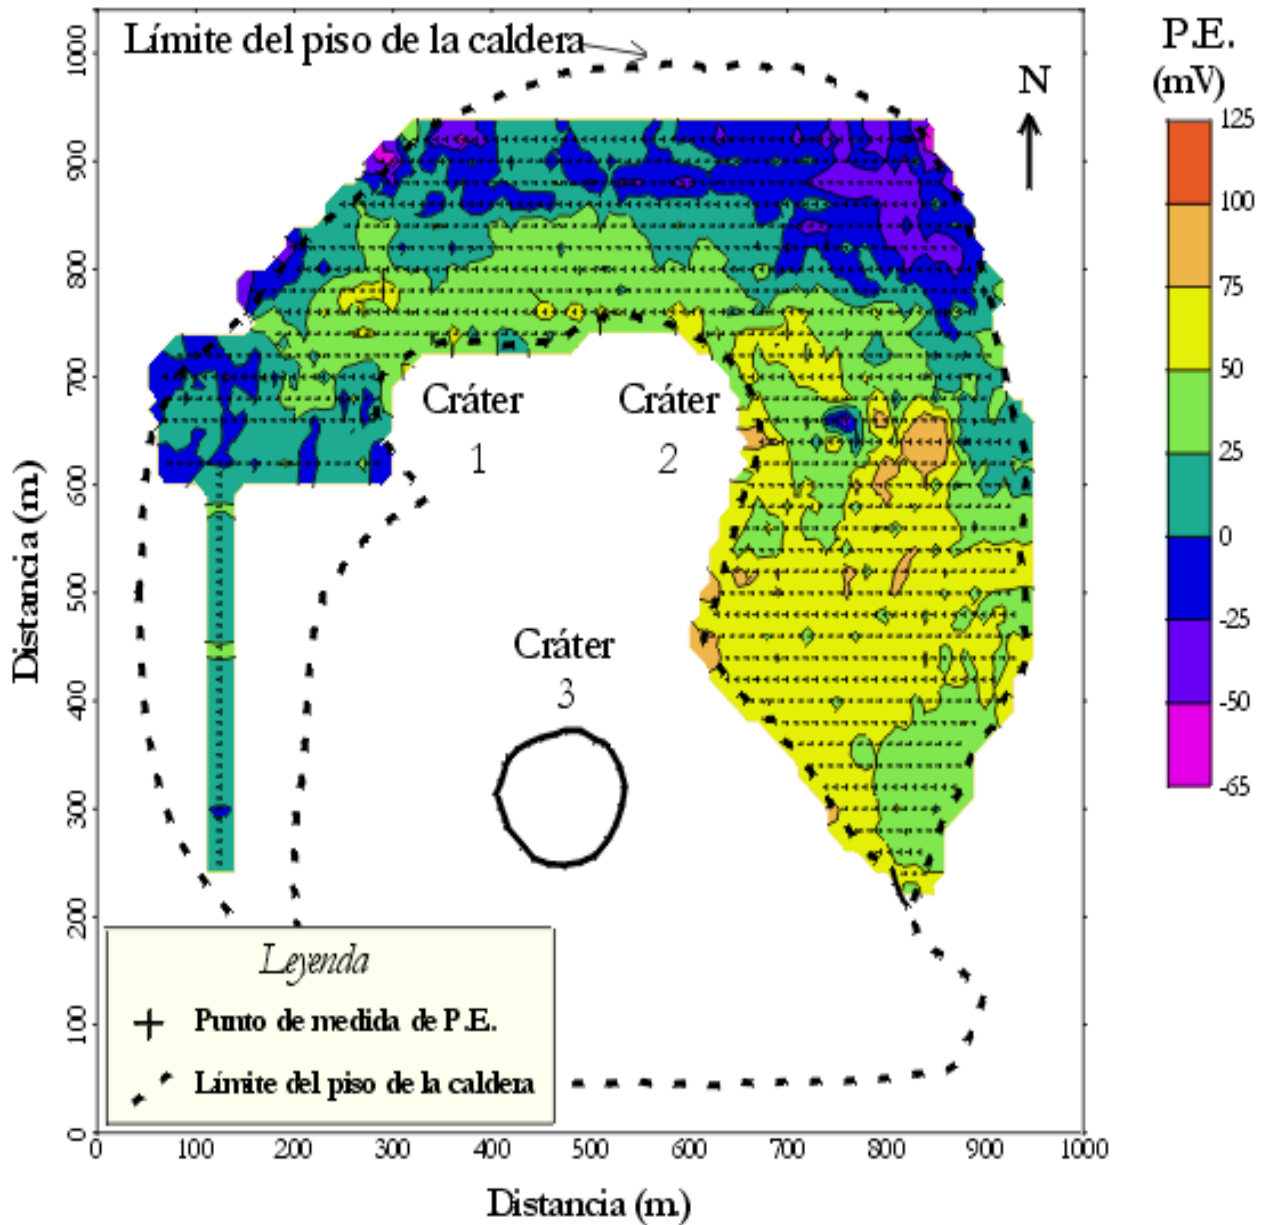 Límite del piso de la caldera
P.E.
(mV)
N
125
100
75
50
25
0
-25
-50
-65
1000
900
800
700
600
500
400
300
200
100
0
Distancia (m.)
Cráter
1
Cráter
2
Cráter
3
Leyenda
Punto de medida de P.E.
Límite del piso de la caldera
0 100 200 300 400 500 600 700 800 900 1000
Distancia (m.)